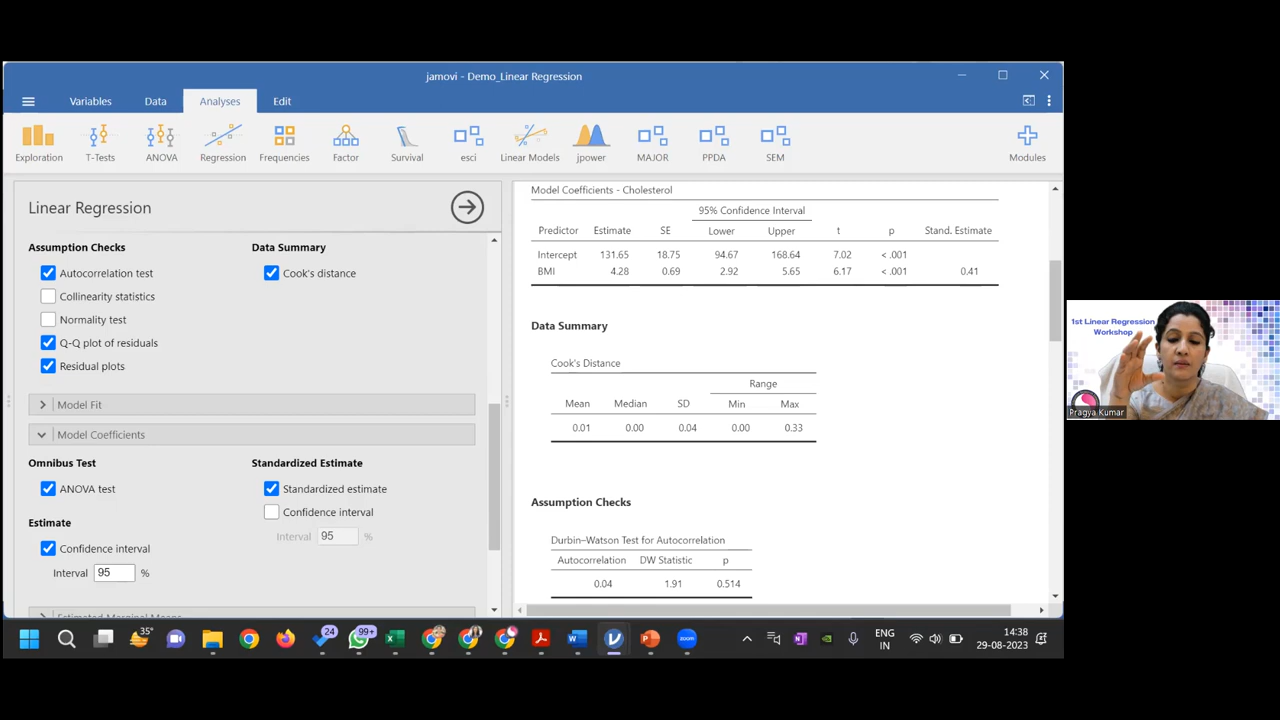 jamovi - Demo_Linear Regression
Variables Data Analyses Edit
Exploration T-Tests ANOVA Regression Frequencies Factor Survival esci Linear Models jpower MAJOR PPDA SEM Modules
Linear Regression
Assumption Checks Data Summary
Autocorrelation test Cook's distance
Collinearity statistics
Normality test
Q-Q plot of residuals
Residual plots
Model Fit
Model Coefficients
Omnibus Test Standardized Estimate
ANOVA test Standardized estimate
Confidence interval
Interval 95 %
Estimate
Confidence interval
Interval 95 %
Estimated Marginal Means
Model Coefficients - Cholesterol
95% Confidence Interval
Predictor Estimate SE Lower Upper t p Stand. Estimate
Intercept 131.65 18.75 94.67 168.64 7.02 < .001
BMI 4.28 0.69 2.92 5.65 6.17 < .001 0.41
Data Summary
Cook's Distance
Range
Mean Median SD Min Max
0.01 0.00 0.04 0.00 0.33
Assumption Checks
Durbin–Watson Test for Autocorrelation
Autocorrelation DW Statistic p
0.04 1.91 0.514
1st Linear Regression
Workshop
Pragya Kumar
35°
24
99+
zoom
ENG
IN
14:38
29-08-2023